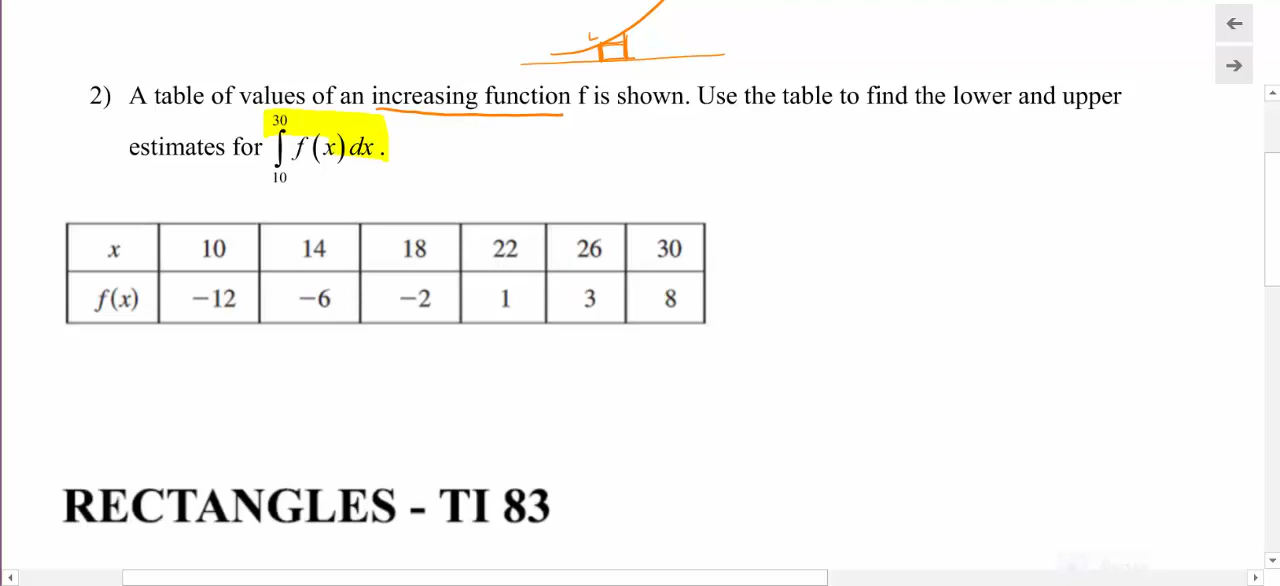 L
2) A table of values of an increasing function f is shown. Use the table to find the lower and upper
estimates for ∫₁₀³⁰ f(x)dx.
x 10 14 18 22 26 30
f(x) −12 −6 −2 1 3 8
RECTANGLES - TI 83